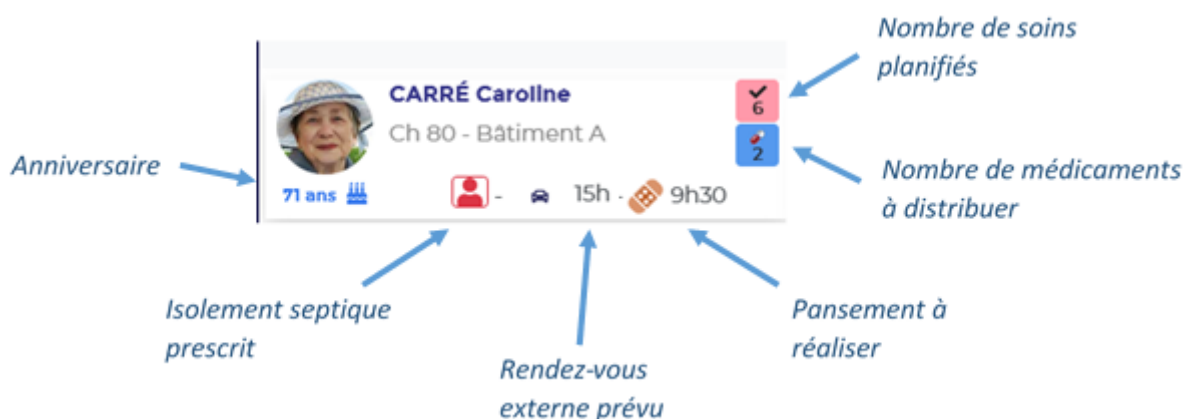 Nombre de soins
planifiés
CARRÉ Caroline
6
Ch 80 - Bâtiment A
2
Anniversaire
Nombre de médicaments
à distribuer
71 ans
- 15h - 9h30
Isolement septique
prescrit
Pansement à
réaliser
Rendez-vous
externe prévu